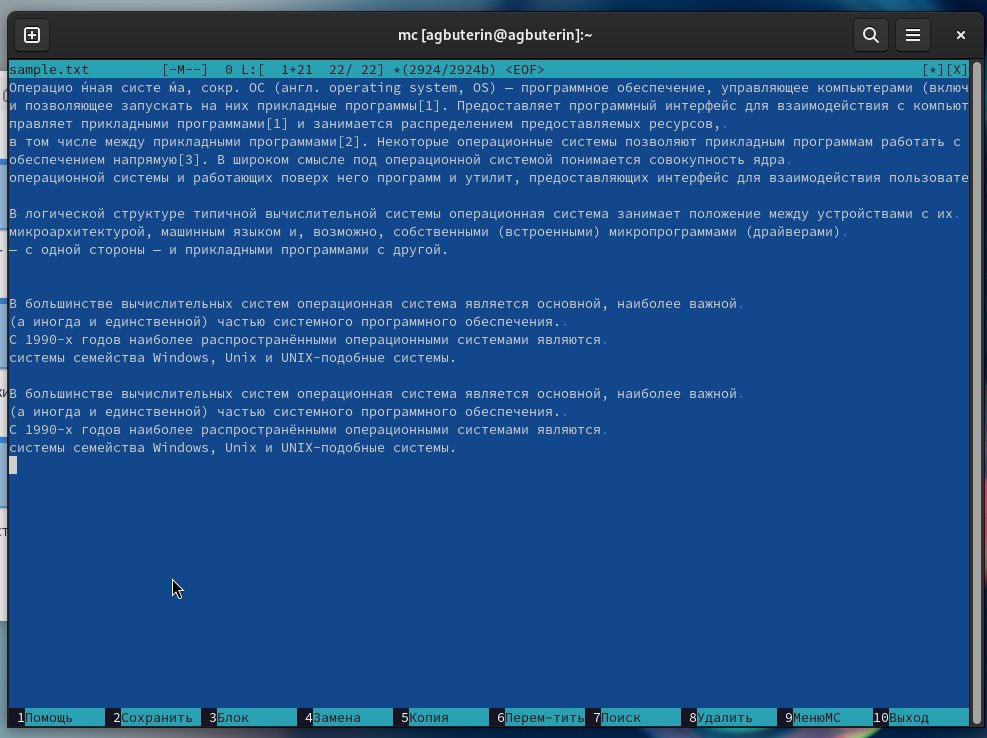 mc [agbuterin@agbuterin]:~
sample.txt [-M--] 0 L:[ 1+21 22/ 22] *(2924/2924b) <EOF> [*][X]
Операцио́нная систе́ма, сокр. ОС (англ. operating system, OS) — программное обеспечение, управляющее компьютерами (включ
и позволяющее запускать на них прикладные программы[1]. Предоставляет программный интерфейс для взаимодействия с компьют
правляет прикладными программами[1] и занимается распределением предоставляемых ресурсов,.
в том числе между прикладными программами[2]. Некоторые операционные системы позволяют прикладным программам работать с
обеспечением напрямую[3]. В широком смысле под операционной системой понимается совокупность ядра.
операционной системы и работающих поверх него программ и утилит, предоставляющих интерфейс для взаимодействия пользовате
В логической структуре типичной вычислительной системы операционная система занимает положение между устройствами с их.
микроархитектурой, машинным языком и, возможно, собственными (встроенными) микропрограммами (драйверами).
— с одной стороны — и прикладными программами с другой.
В большинстве вычислительных систем операционная система является основной, наиболее важной.
(а иногда и единственной) частью системного программного обеспечения..
С 1990-х годов наиболее распространёнными операционными системами являются.
системы семейства Windows, Unix и UNIX-подобные системы.
В большинстве вычислительных систем операционная система является основной, наиболее важной.
(а иногда и единственной) частью системного программного обеспечения..
С 1990-х годов наиболее распространёнными операционными системами являются.
системы семейства Windows, Unix и UNIX-подобные системы.
1Помощь 2Сохранить 3Блок 4Замена 5Копия 6Перем~тить 7Поиск 8Удалить 9МенюМС 10Выход